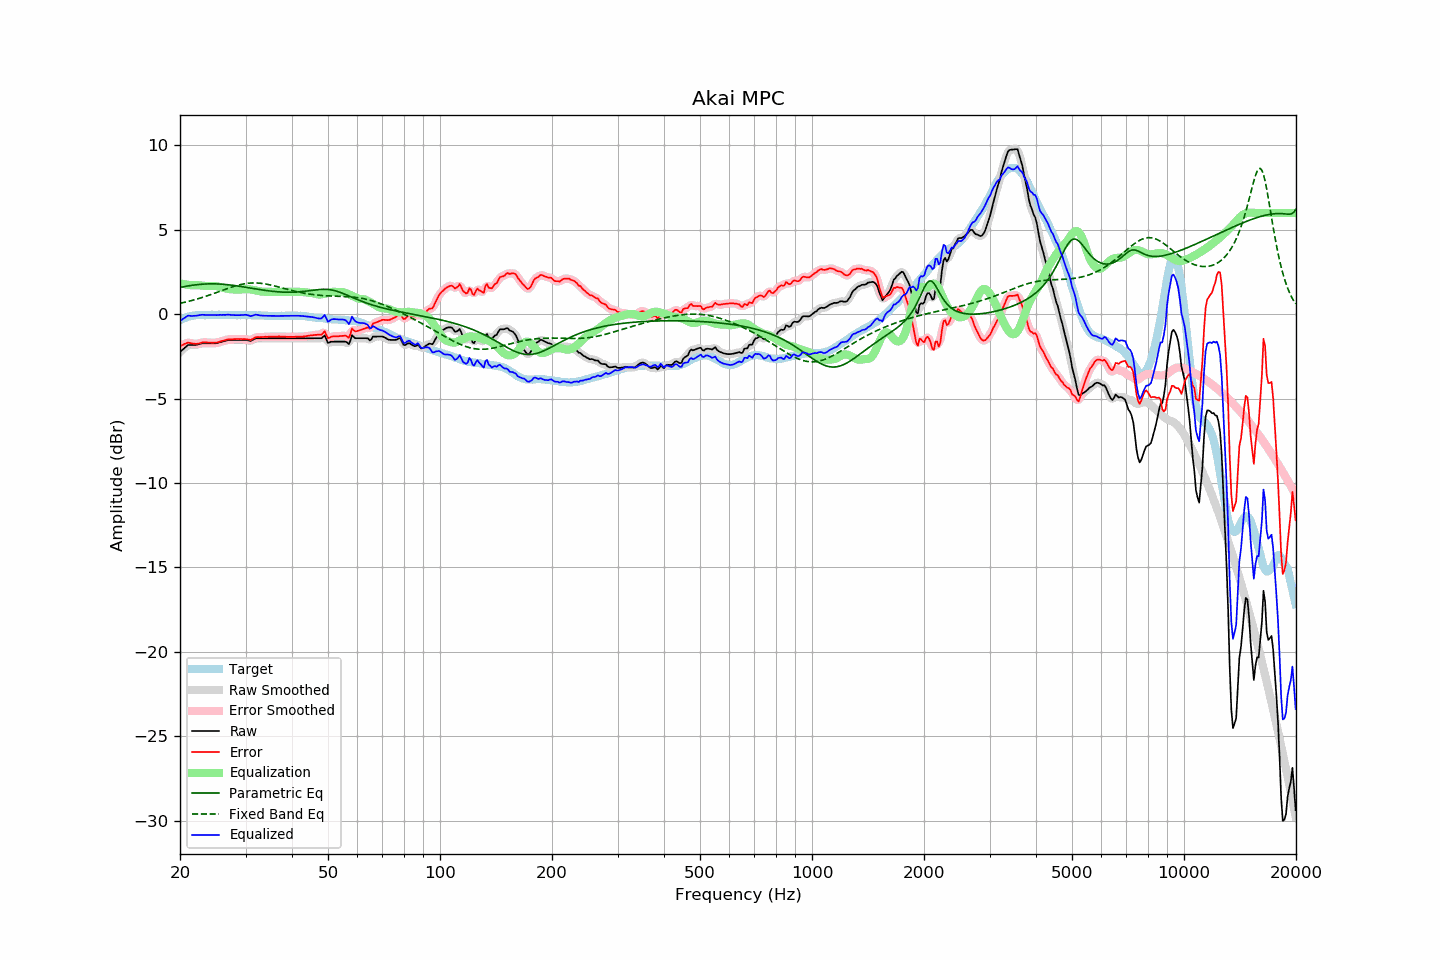 Akai MPC
10
5
0
−5
−10
−15
−20
−25
−30
Amplitude (dBr)
Target
Raw Smoothed
Error Smoothed
Raw
Error
Equalization
Parametric Eq
Fixed Band Eq
Equalized
20 50 100 200 500 1000 2000 5000 10000 20000
Frequency (Hz)